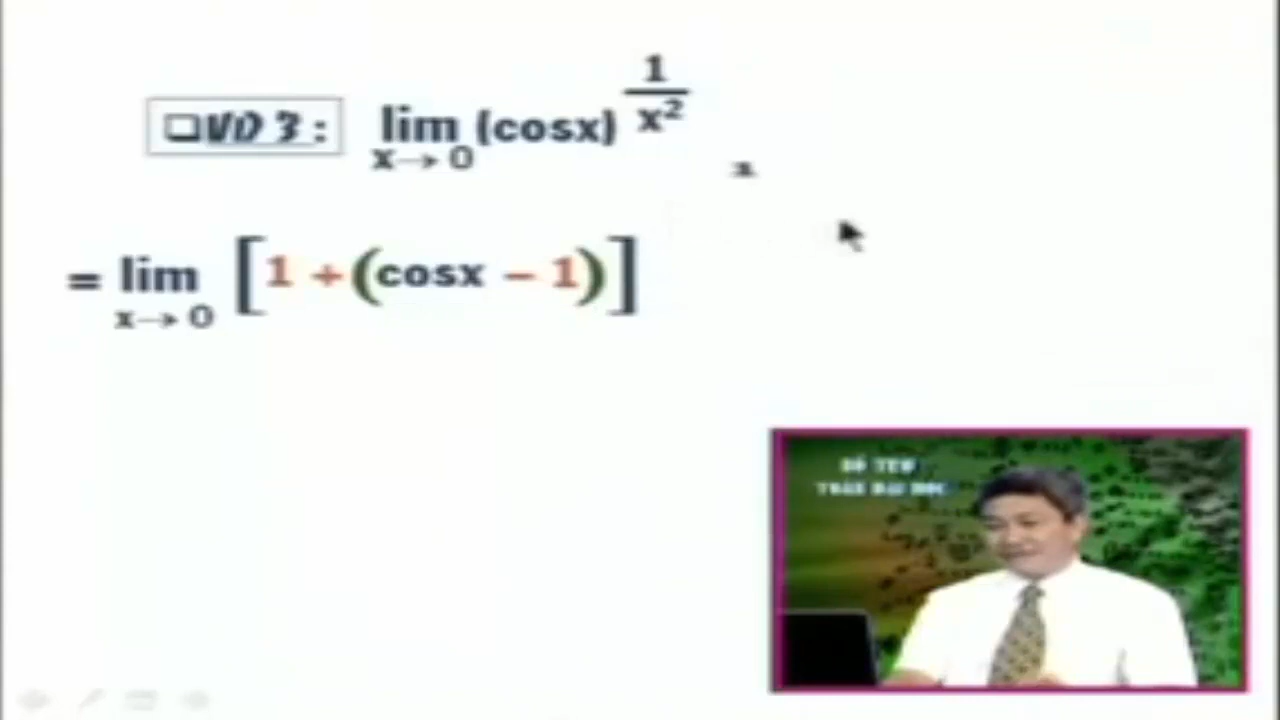 ❑VD 3 : lim (cosx)^(1/x²)
x→0
= lim [1 + (cosx − 1)]
x→0